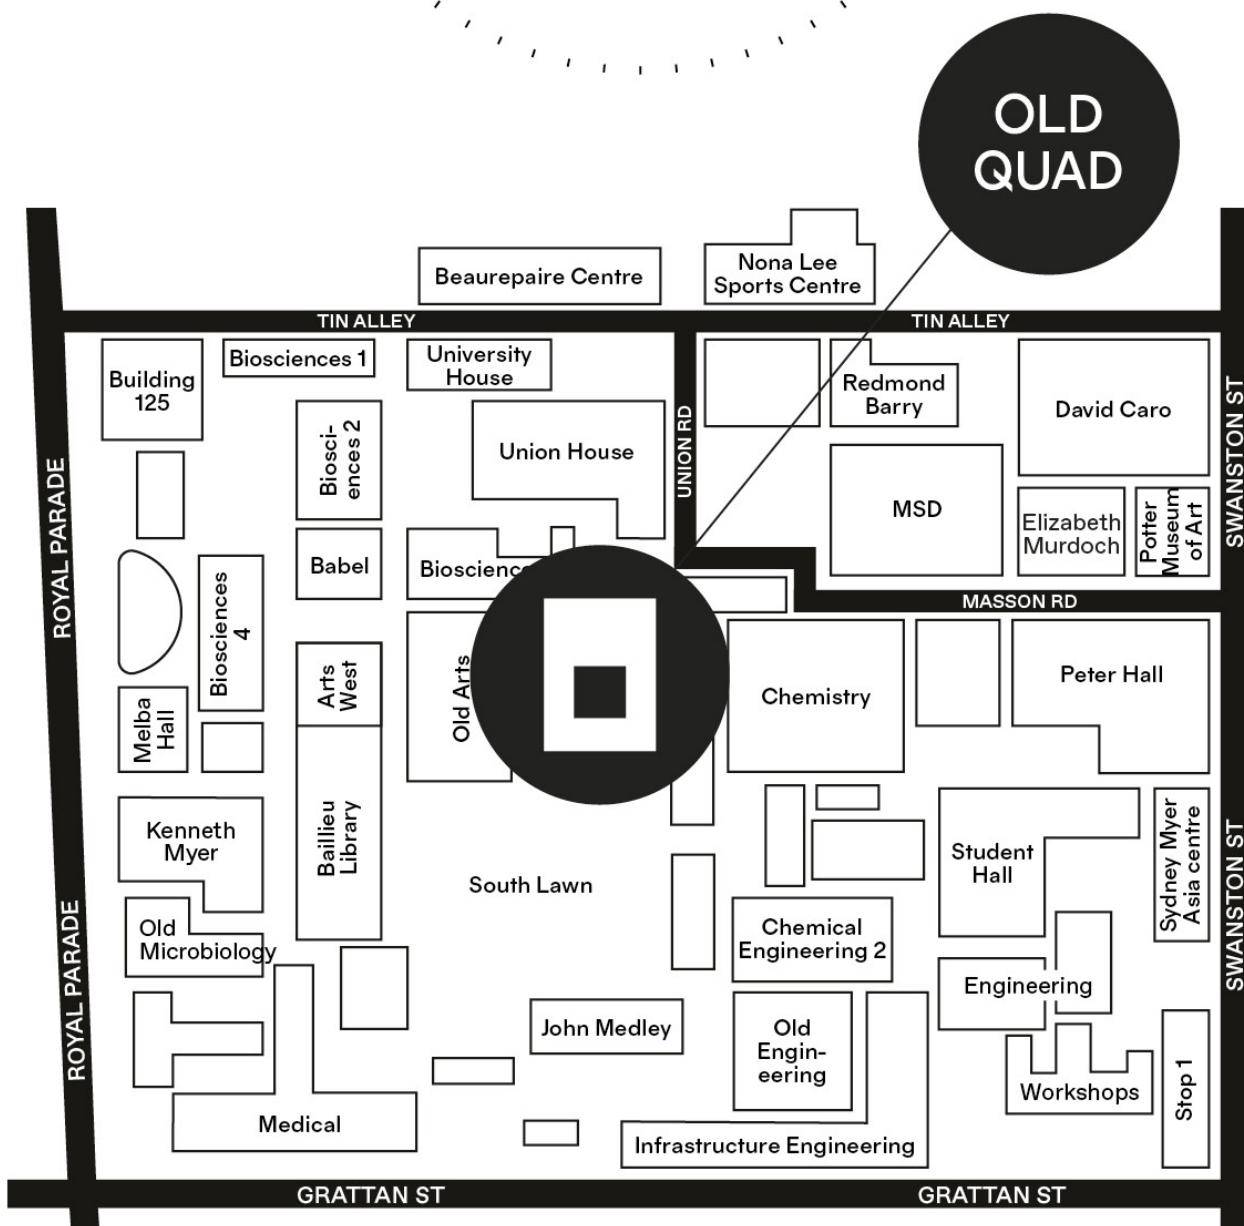 OLD
QUAD
Beaurepaire Centre
Nona Lee
Sports Centre
TIN ALLEY
TIN ALLEY
Building
125
Biosciences 1
University
House
Redmond
Barry
David Caro
SWANSTON ST
Biosci-
ences 2
Union House
UNION RD
MSD
Elizabeth
Murdoch
Potter
Museum
of Art
ROYAL PARADE
Babel
Bioscienc
MASSON RD
Biosciences
4
Arts
West
Old Arts
Chemistry
Peter Hall
Melba
Hall
Kenneth
Myer
Baillieu
Library
South Lawn
Student
Hall
Sydney Myer
Asia centre
SWANSTON ST
Old
Microbiology
Chemical
Engineering 2
Engineering
ROYAL PARADE
John Medley
Old
Engin-
eering
Workshops
Stop 1
Medical
Infrastructure Engineering
GRATTAN ST
GRATTAN ST